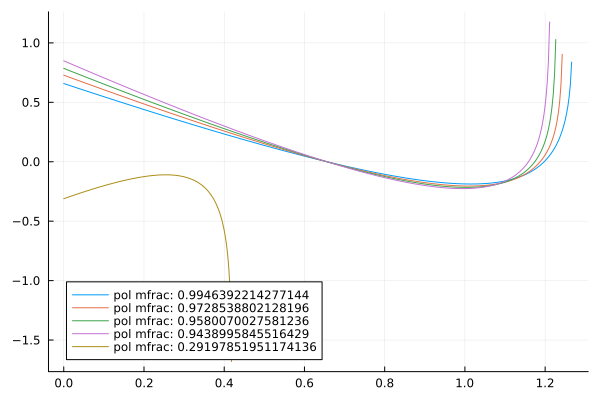 1.0
0.5
0.0
−0.5
−1.0
−1.5
pol mfrac: 0.9946392214277144
pol mfrac: 0.9728538802128196
pol mfrac: 0.9580070027581236
pol mfrac: 0.9438995845516429
pol mfrac: 0.29197851951174136
0.0 0.2 0.4 0.6 0.8 1.0 1.2